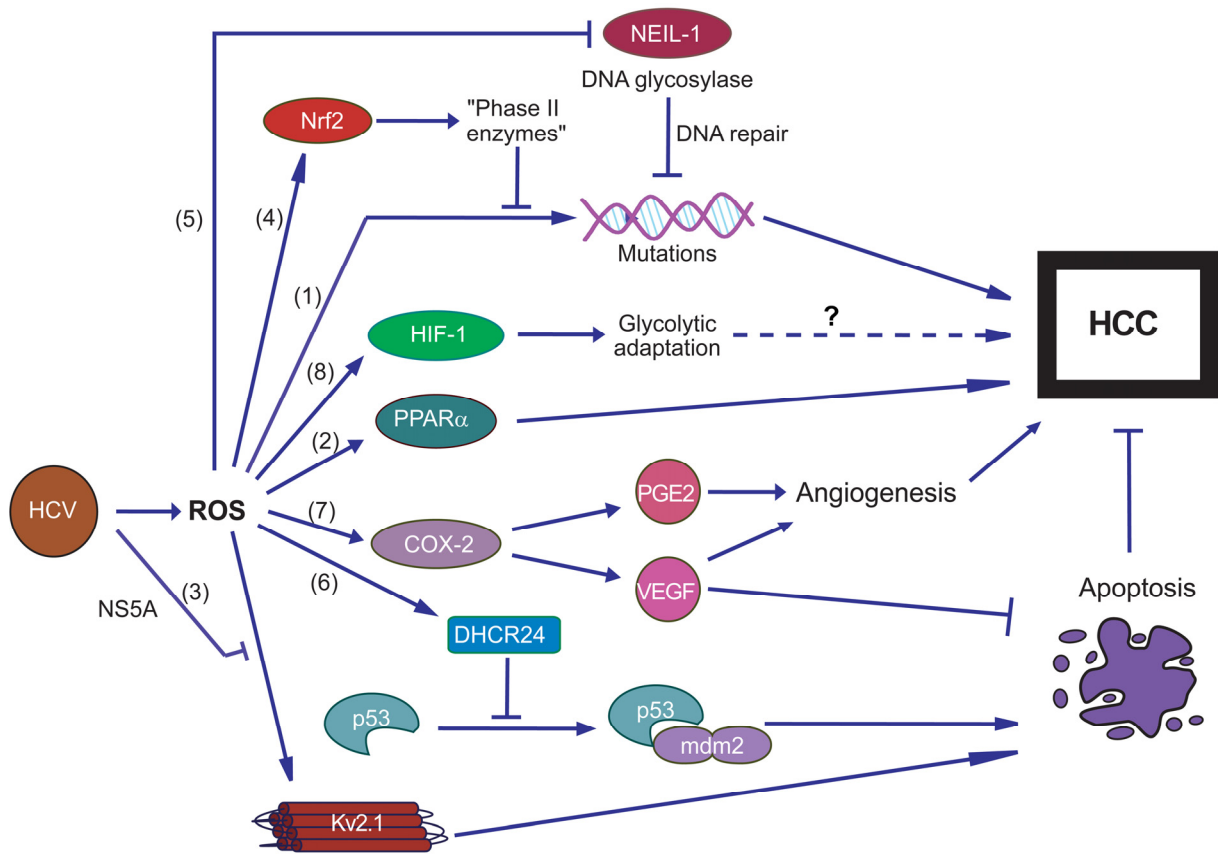 NEIL-1
DNA glycosylase
Nrf2
"Phase II
enzymes"
DNA repair
(5)
(4)
Mutations
(1)
HIF-1
Glycolytic
adaptation
?
HCC
(8)
PPARα
(2)
HCV
ROS
(7)
COX-2
PGE2
Angiogenesis
VEGF
(6)
(3)
NS5A
DHCR24
Apoptosis
p53
p53
mdm2
Kv2.1